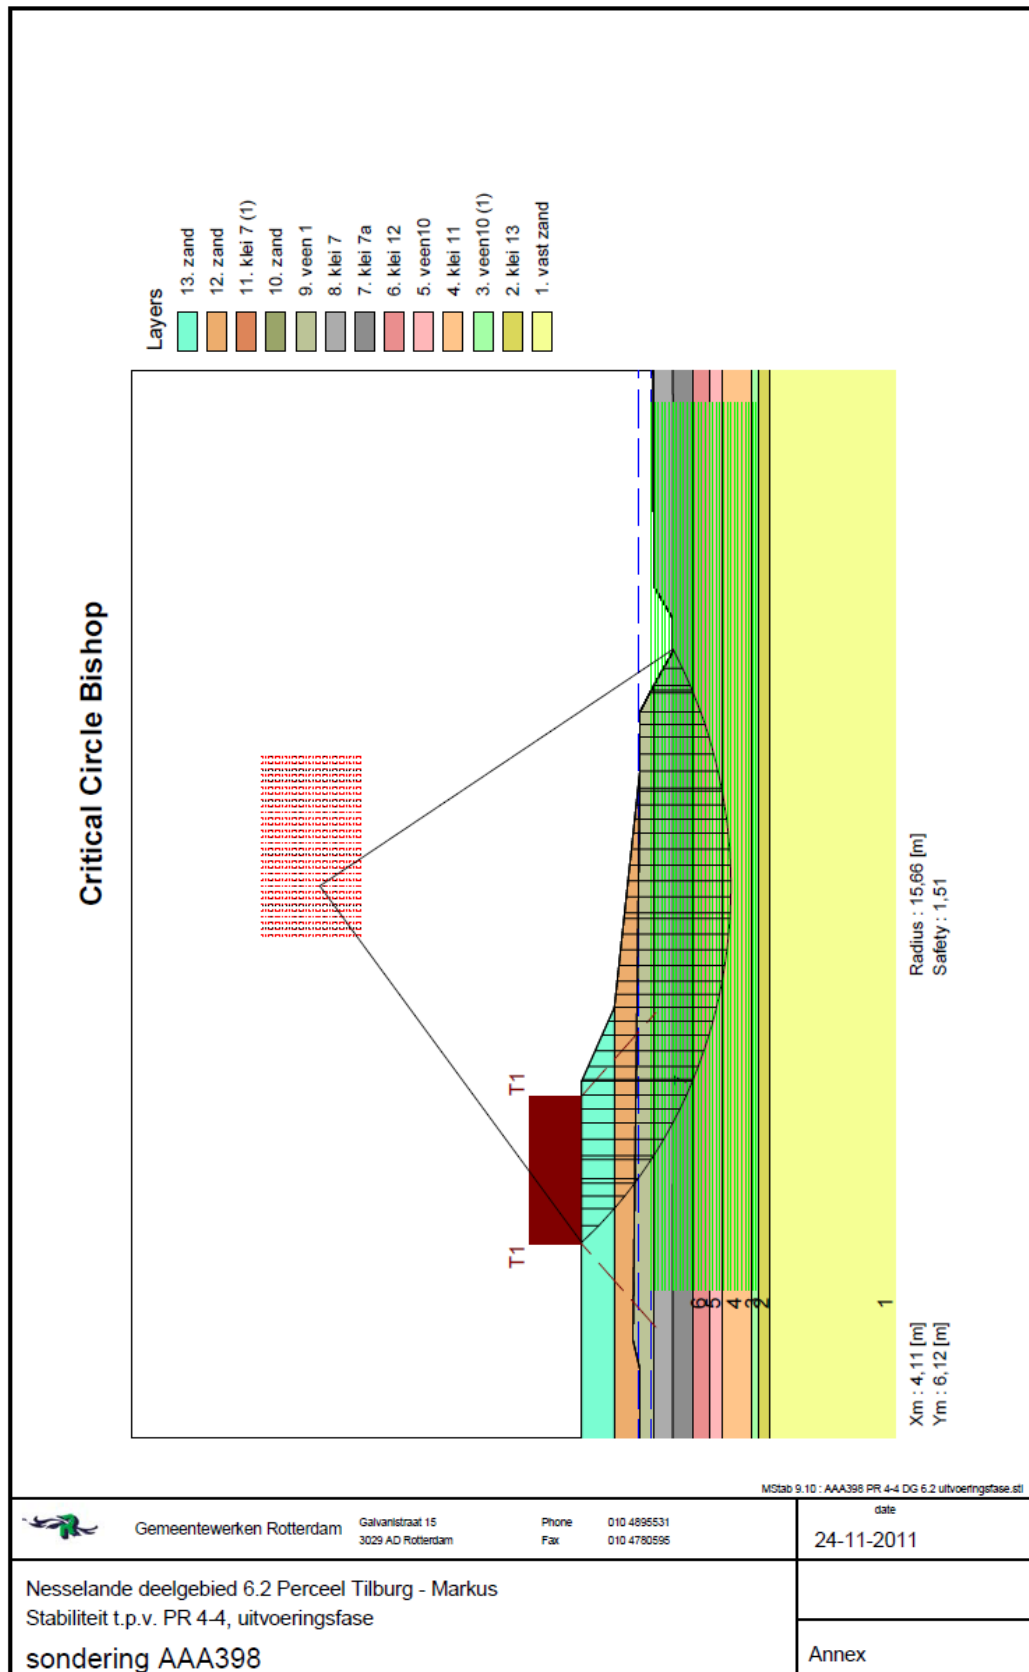 Critical Circle Bishop
Layers
13. zand
12. zand
11. klei 7 (1)
10. zand
9. veen 1
8. klei 7
7. klei 7a
6. klei 12
5. veen10
4. klei 11
3. veen10 (1)
2. klei 13
1. vast zand
T1
T1
6
5
4
3
2
1
Xm : 4,11 [m]
Ym : 6,12 [m]
Radius : 15,66 [m]
Safety : 1,51
MStab 9.10 : AAA398 PR 4-4 DG 6.2 uitvoeringsfase.sti
Gemeentewerken Rotterdam
Galvanistraat 15
3029 AD Rotterdam
Phone 010 4895531
Fax 010 4780595
date
24-11-2011
Nesselande deelgebied 6.2 Perceel Tilburg - Markus
Stabiliteit t.p.v. PR 4-4, uitvoeringsfase
sondering AAA398
Annex